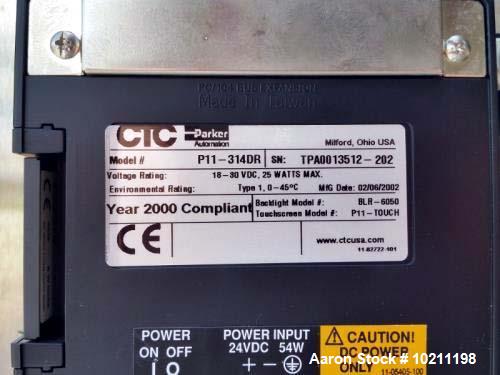 PC/104 BUS EXPANSION
Made In Taiwan
CTC Parker Automation
Milford, Ohio USA
Model # P11-314DR SN: TPA0013512-202
Voltage Rating: 18-30 VDC, 25 WATTS MAX.
Environmental Rating: Type 1, 0-45°C Mfg Date: 02/06/2002
Year 2000 Compliant
Backlight Model #: BLR-6050
Touchscreen Model #: P11-TOUCH
CE
www.ctcusa.com
11-62722-101
POWER
ON OFF
I O
POWER INPUT
24VDC 54W
+ -
CAUTION!
DC POWER
ONLY
11-05405-100
Aaron Stock # 10211198